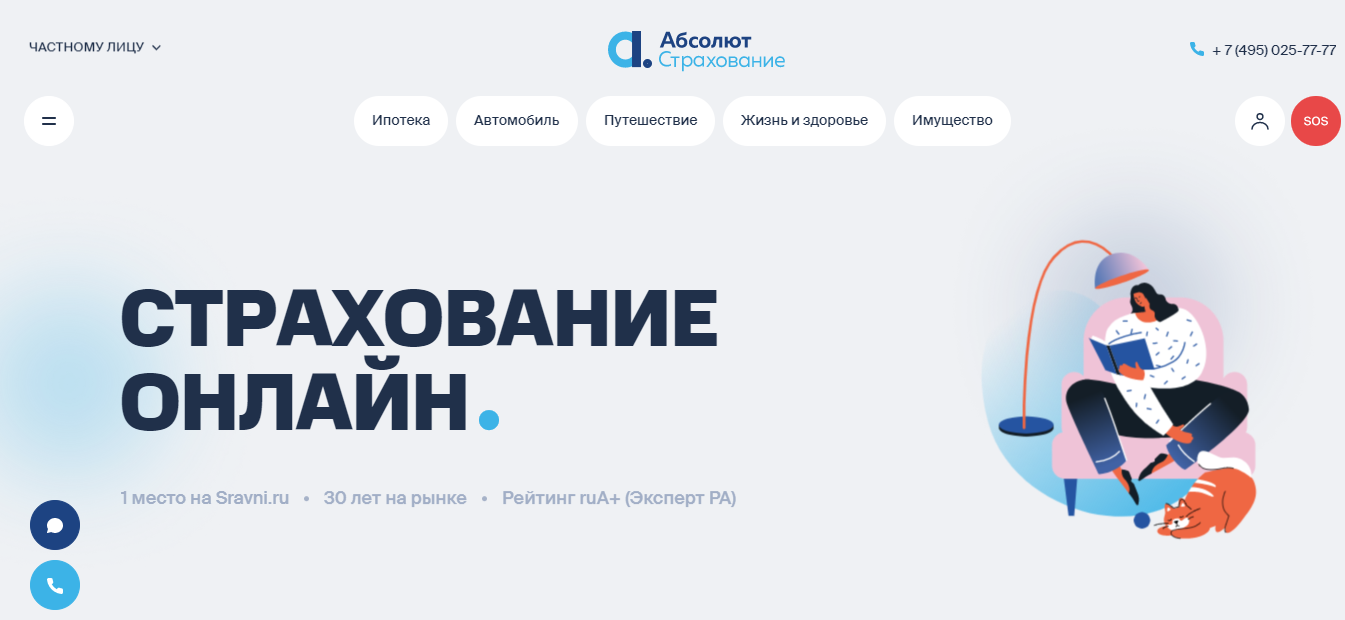 ЧАСТНОМУ ЛИЦУ
Абсолют
Страхование
+ 7 (495) 025-77-77
Ипотека
Автомобиль
Путешествие
Жизнь и здоровье
Имущество
SOS
СТРАХОВАНИЕ
ОНЛАЙН.
1 место на Sravni.ru • 30 лет на рынке • Рейтинг ruA+ (Эксперт РА)